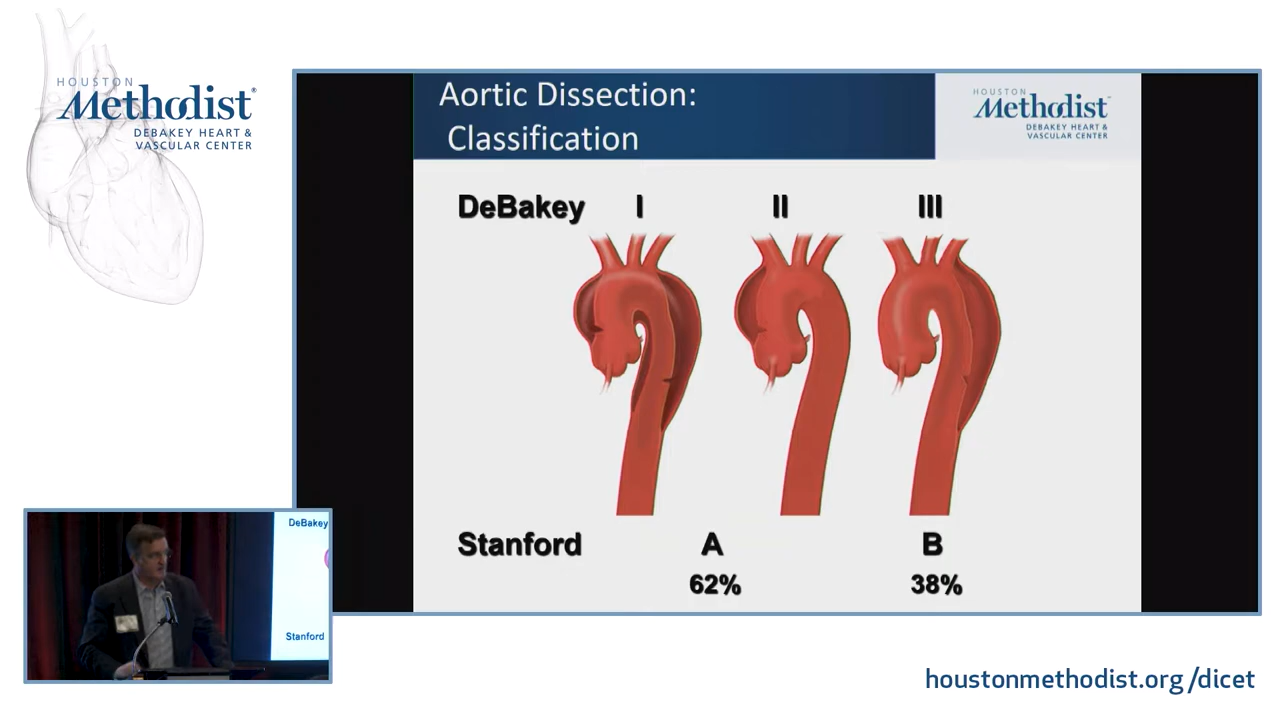 HOUSTON
Methodist®
DEBAKEY HEART &
VASCULAR CENTER
Aortic Dissection:
Classification
HOUSTON
Methodist™
DEBAKEY HEART &
VASCULAR CENTER
DeBakey I II III
Stanford A B
62% 38%
DeBakey
Stanford
houstonmethodist.org/dicet